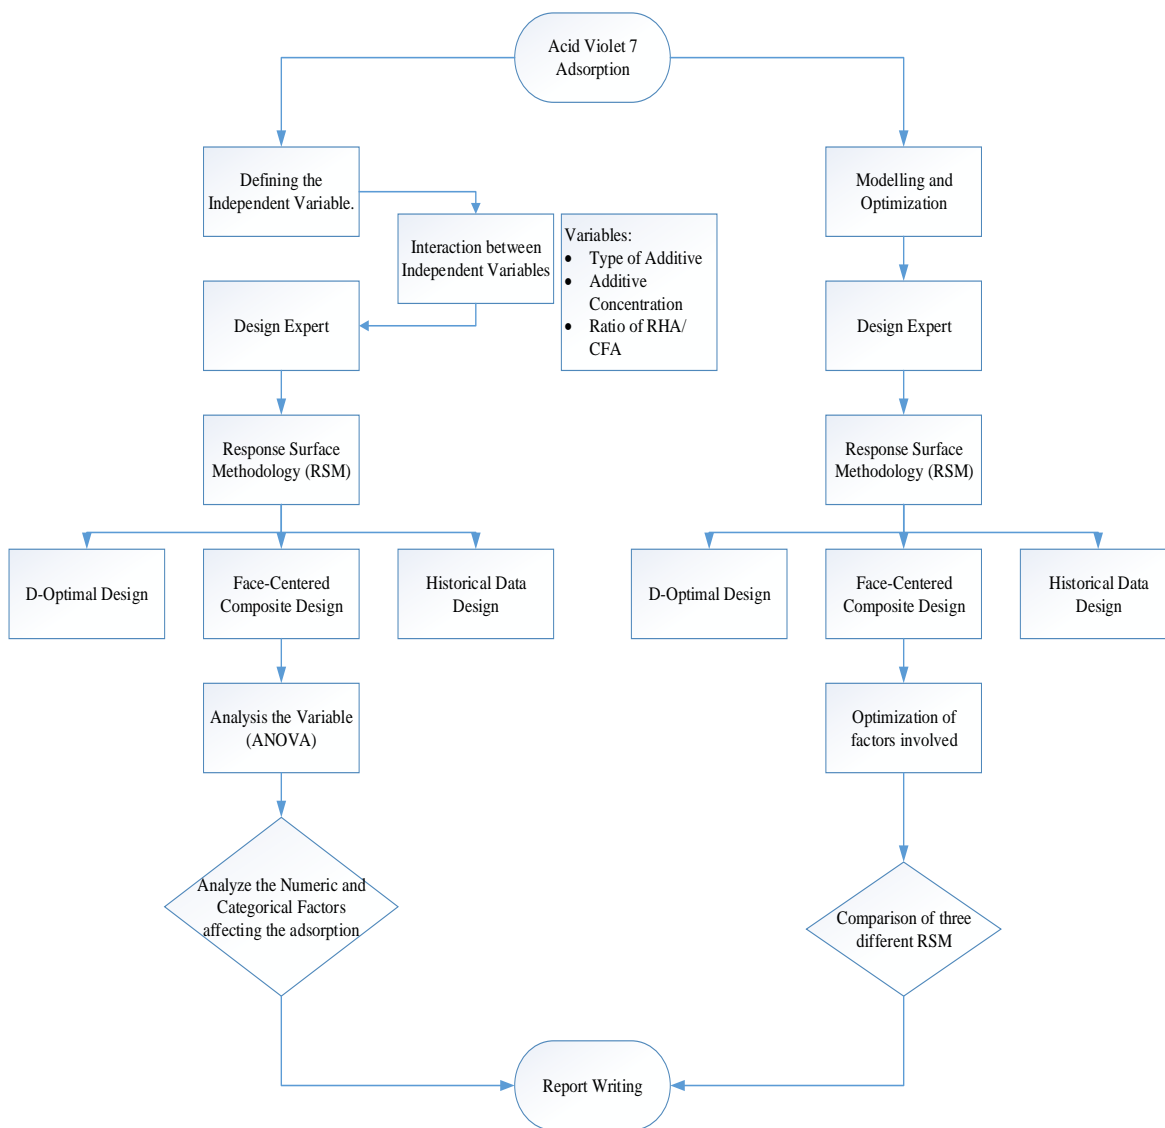 Acid Violet 7
Adsorption
Defining the
Independent Variable.
Modelling and
Optimization
Interaction between
Independent Variables
Variables:
• Type of Additive
• Additive
Concentration
• Ratio of RHA/
CFA
Design Expert
Design Expert
Response Surface
Methodology (RSM)
Response Surface
Methodology (RSM)
D-Optimal Design
Face-Centered
Composite Design
Historical Data
Design
D-Optimal Design
Face-Centered
Composite Design
Historical Data
Design
Analysis the Variable
(ANOVA)
Optimization of
factors involved
Analyze the Numeric and
Categorical Factors
affecting the adsorption
Comparison of three
different RSM
Report Writing